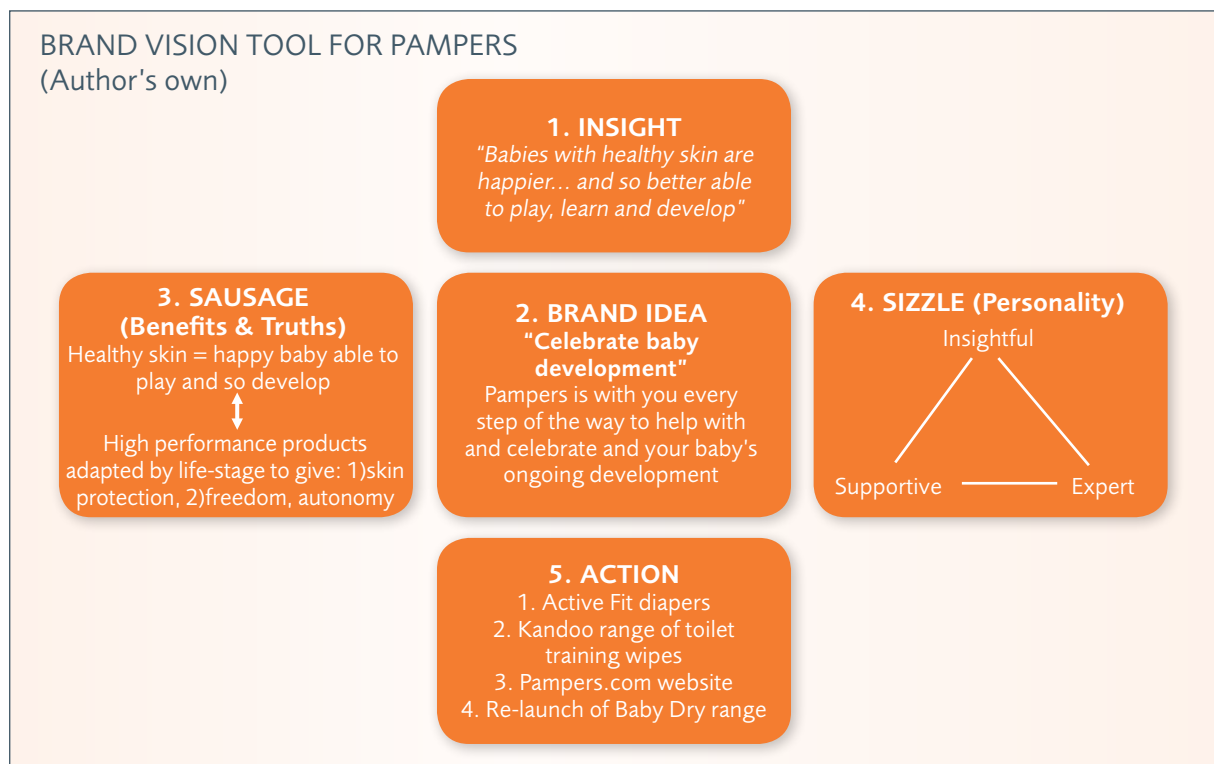 BRAND VISION TOOL FOR PAMPERS
(Author's own)
1. INSIGHT
"Babies with healthy skin are
happier... and so better able
to play, learn and develop"
3. SAUSAGE
(Benefits & Truths)
Healthy skin = happy baby able to
play and so develop
High performance products
adapted by life-stage to give: 1)skin
protection, 2)freedom, autonomy
2. BRAND IDEA
"Celebrate baby
development"
Pampers is with you every
step of the way to help with
and celebrate and your baby's
ongoing development
4. SIZZLE (Personality)
Insightful
Supportive
Expert
5. ACTION
1. Active Fit diapers
2. Kandoo range of toilet
training wipes
3. Pampers.com website
4. Re-launch of Baby Dry range